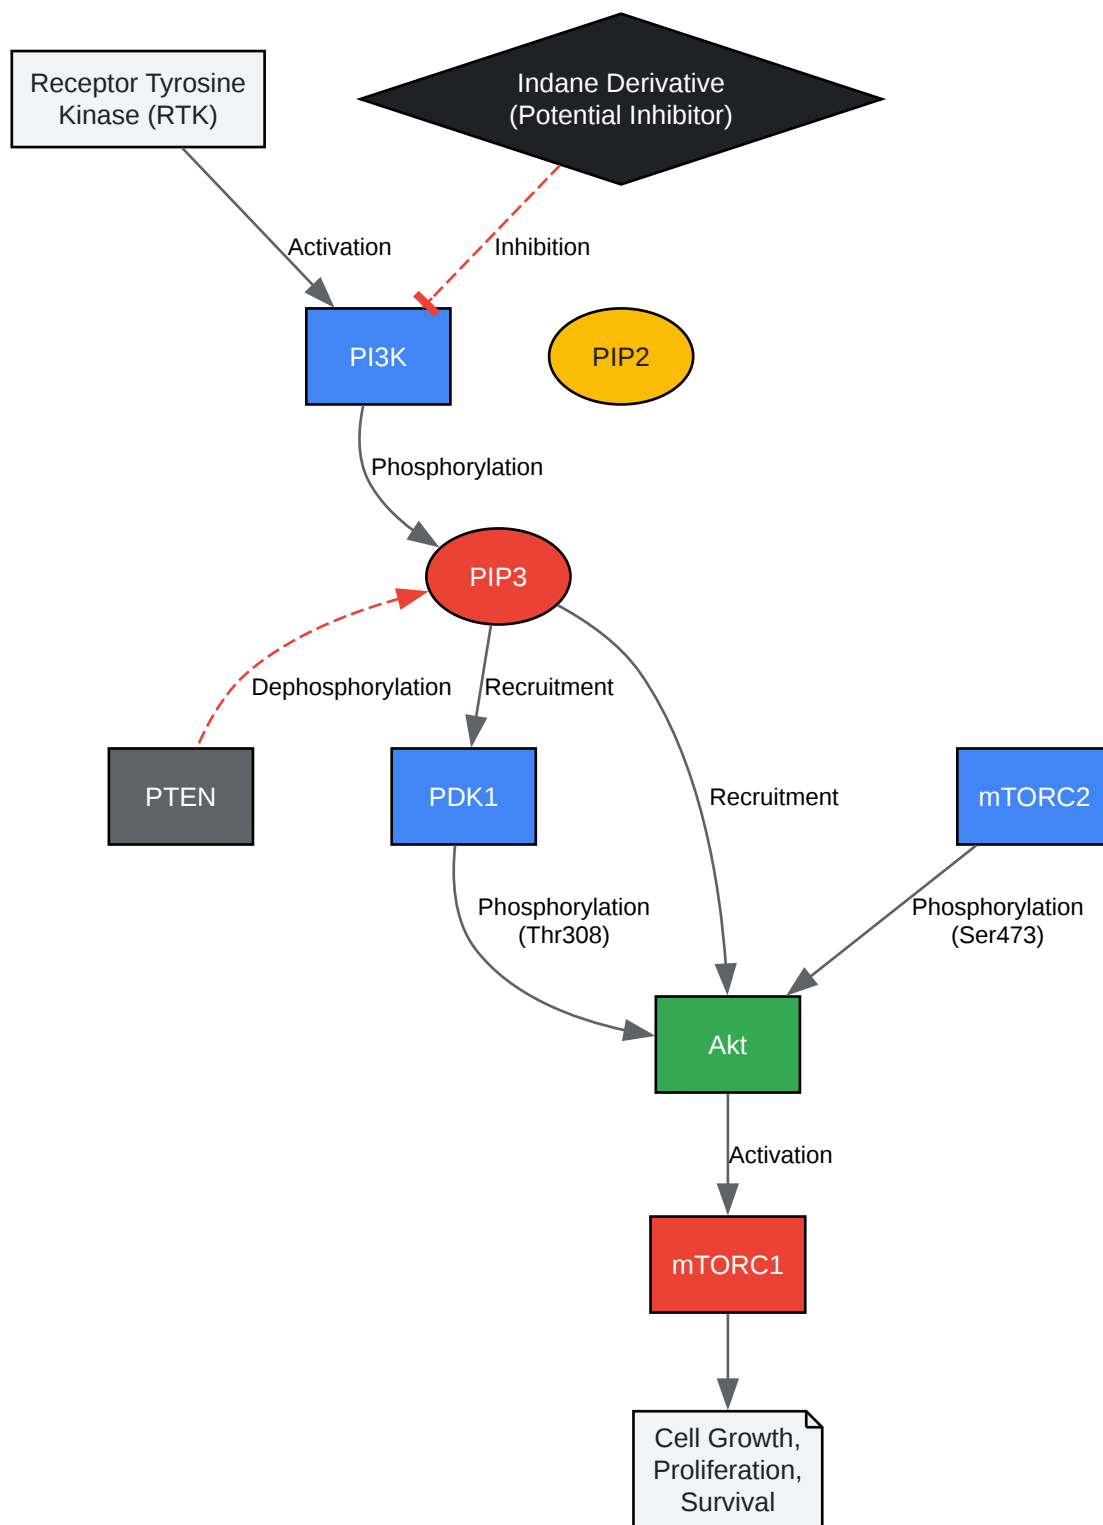 Receptor Tyrosine
Kinase (RTK)
Indane Derivative
(Potential Inhibitor)
Activation
Inhibition
PI3K
PIP2
Phosphorylation
PIP3
Dephosphorylation
Recruitment
PTEN
PDK1
Recruitment
mTORC2
Phosphorylation
(Thr308)
Phosphorylation
(Ser473)
Akt
Activation
mTORC1
Cell Growth,
Proliferation,
Survival